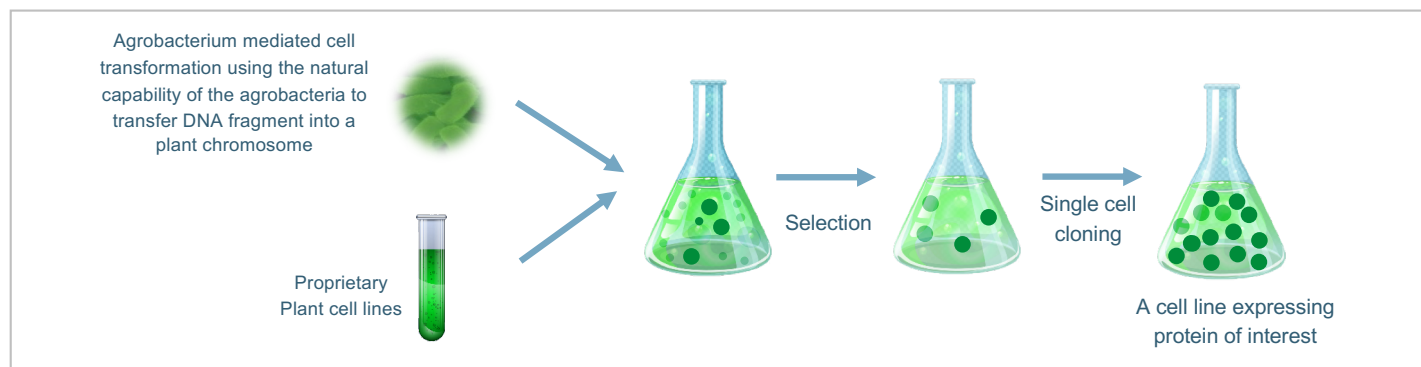 Agrobacterium mediated cell
transformation using the natural
capability of the agrobacteria to
transfer DNA fragment into a
plant chromosome
Proprietary
Plant cell lines
Selection
Single cell
cloning
A cell line expressing
protein of interest